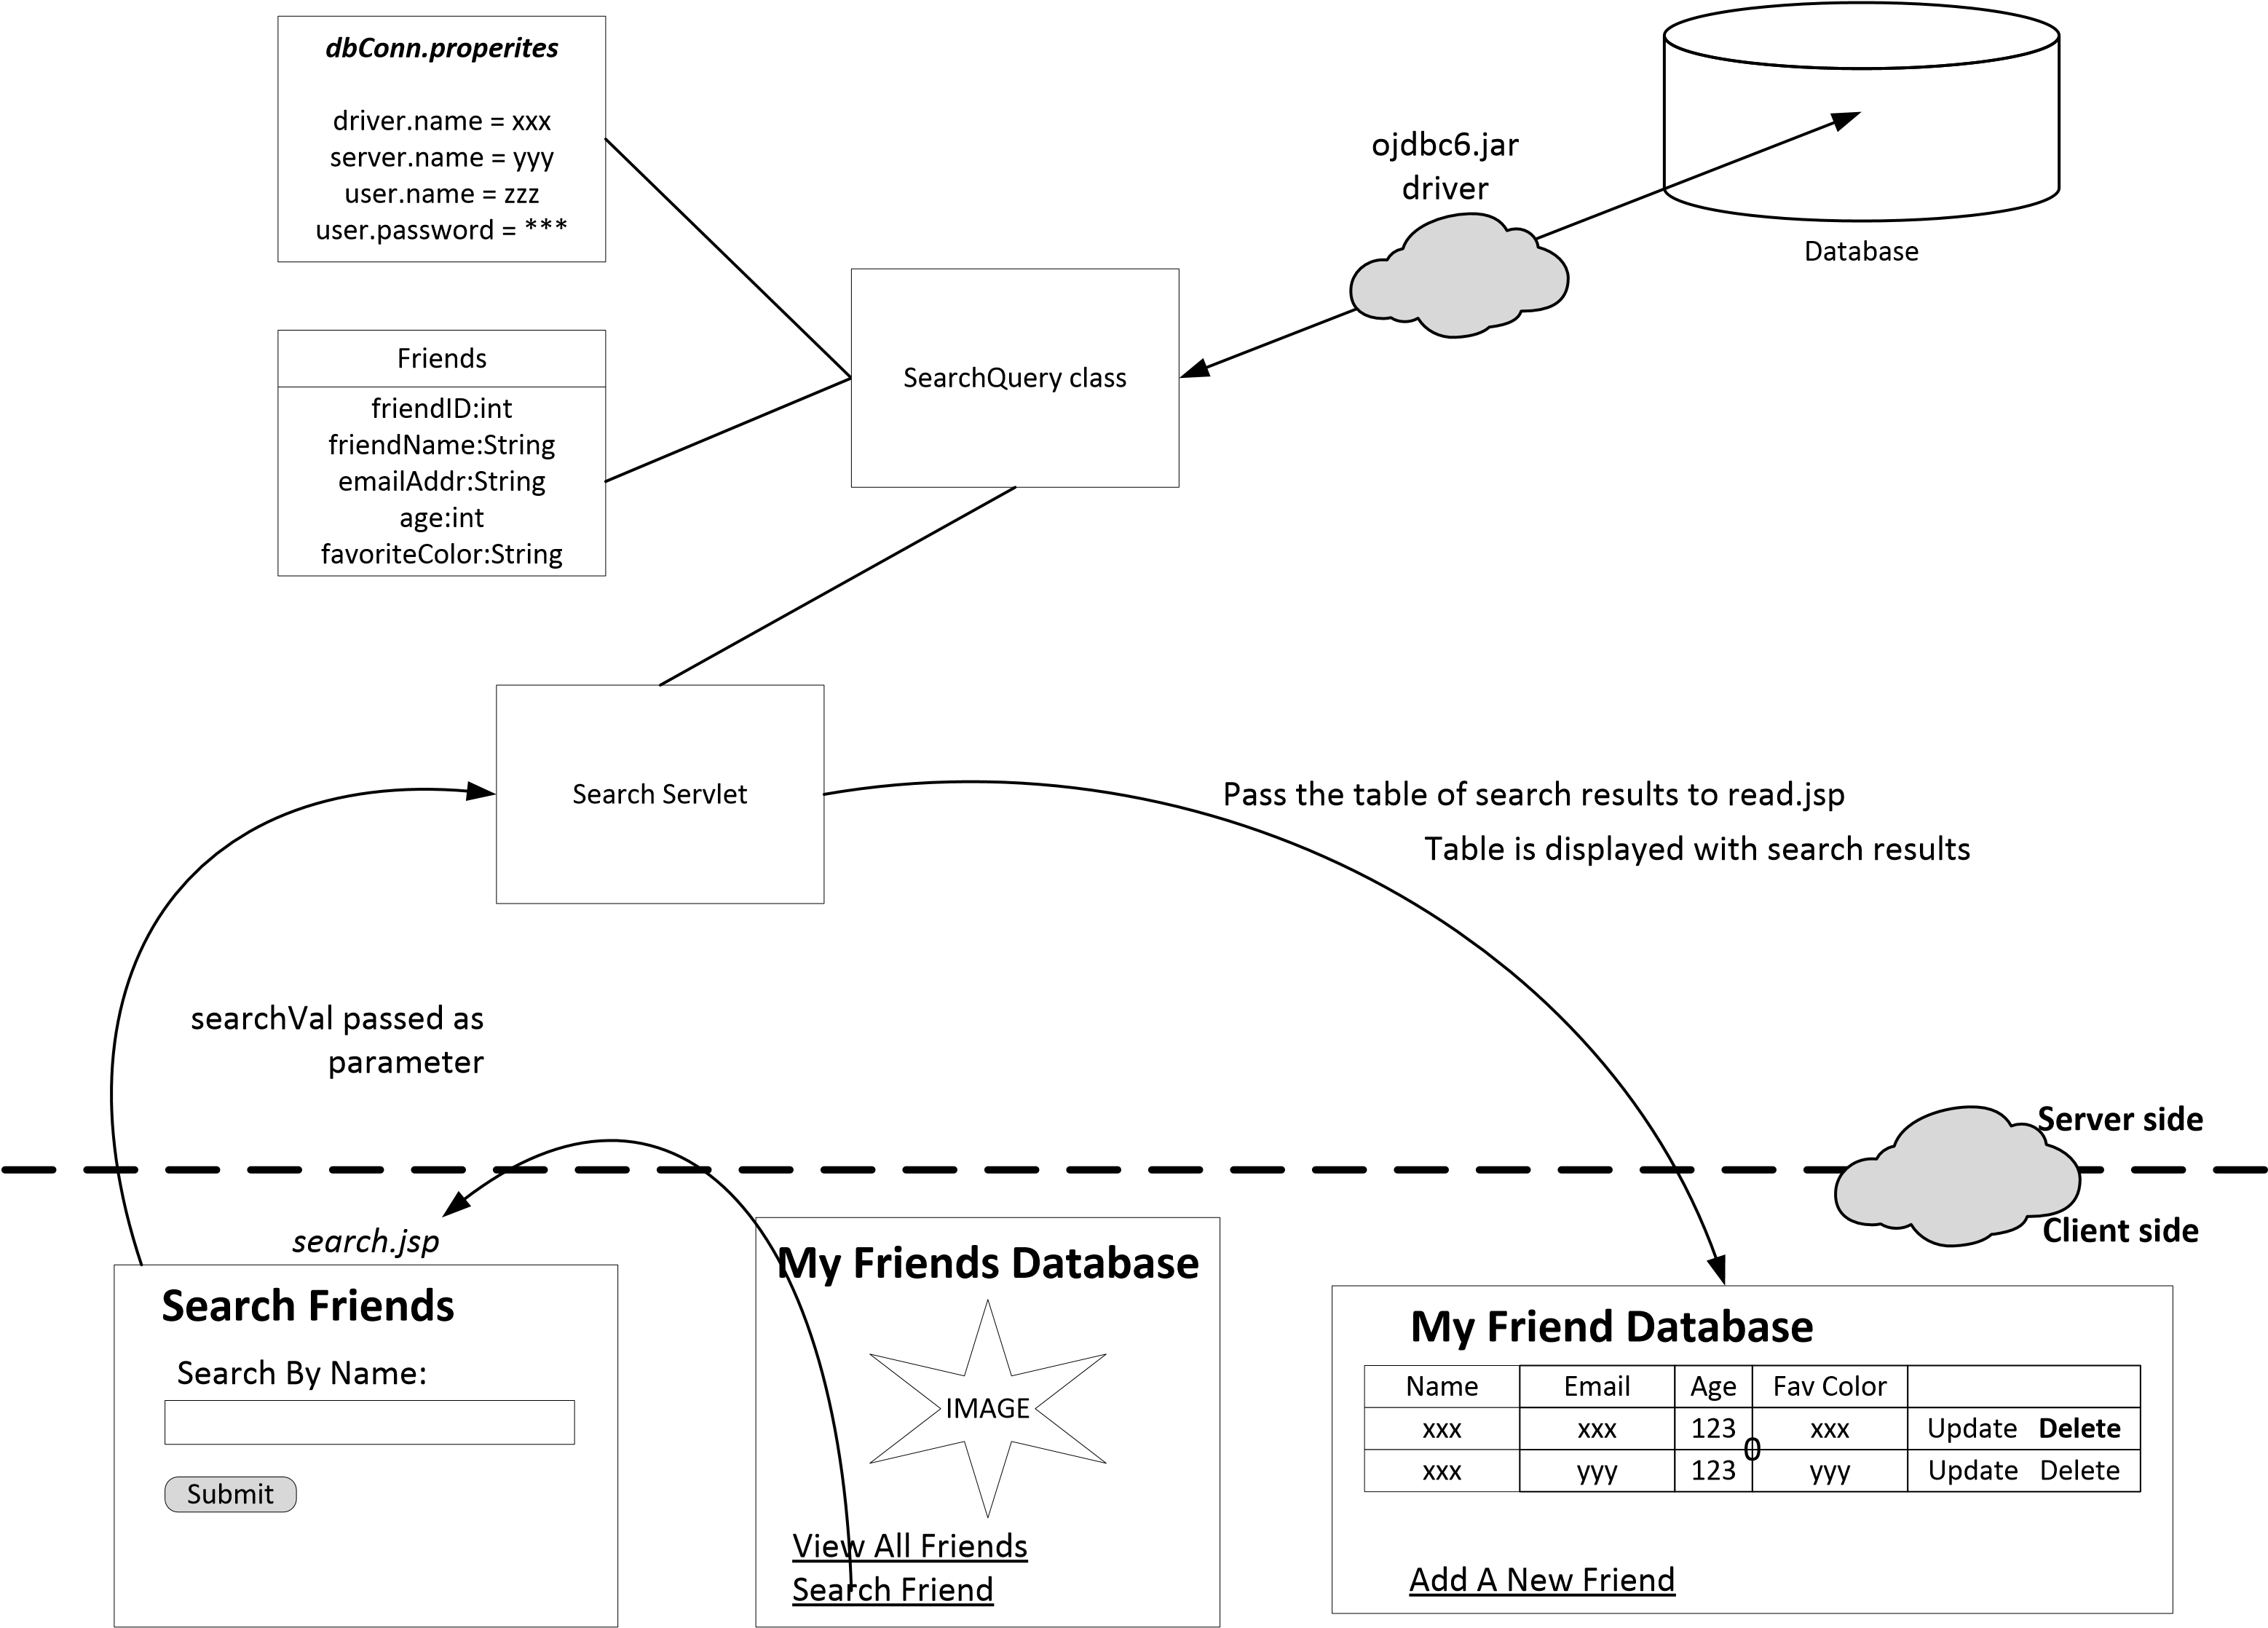 dbConn.properites
driver.name = xxx
server.name = yyy
user.name = zzz
user.password = ***
ojdbc6.jar
driver
Database
Friends
friendID:int
friendName:String
emailAddr:String
age:int
favoriteColor:String
SearchQuery class
Search Servlet
Pass the table of search results to read.jsp
Table is displayed with search results
searchVal passed as
parameter
Server side
Client side
search.jsp
Search Friends
Search By Name:
Submit
My Friends Database
IMAGE
View All Friends
Search Friend
My Friend Database
Name Email Age Fav Color
xxx xxx 123 xxx Update Delete
0
xxx yyy 123 yyy Update Delete
Add A New Friend